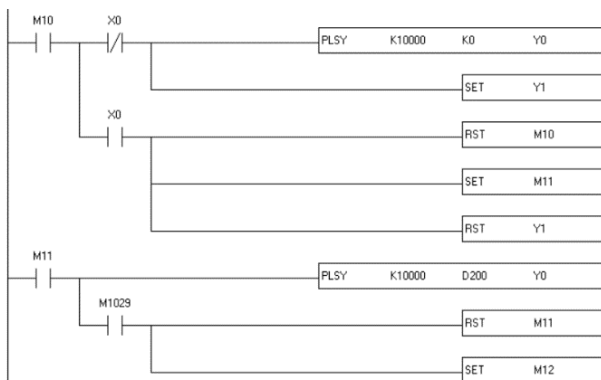 M10 X0
PLSY K10000 K0 Y0
SET Y1
X0
RST M10
SET M11
RST Y1
M11
PLSY K10000 D200 Y0
M1029
RST M11
SET M12